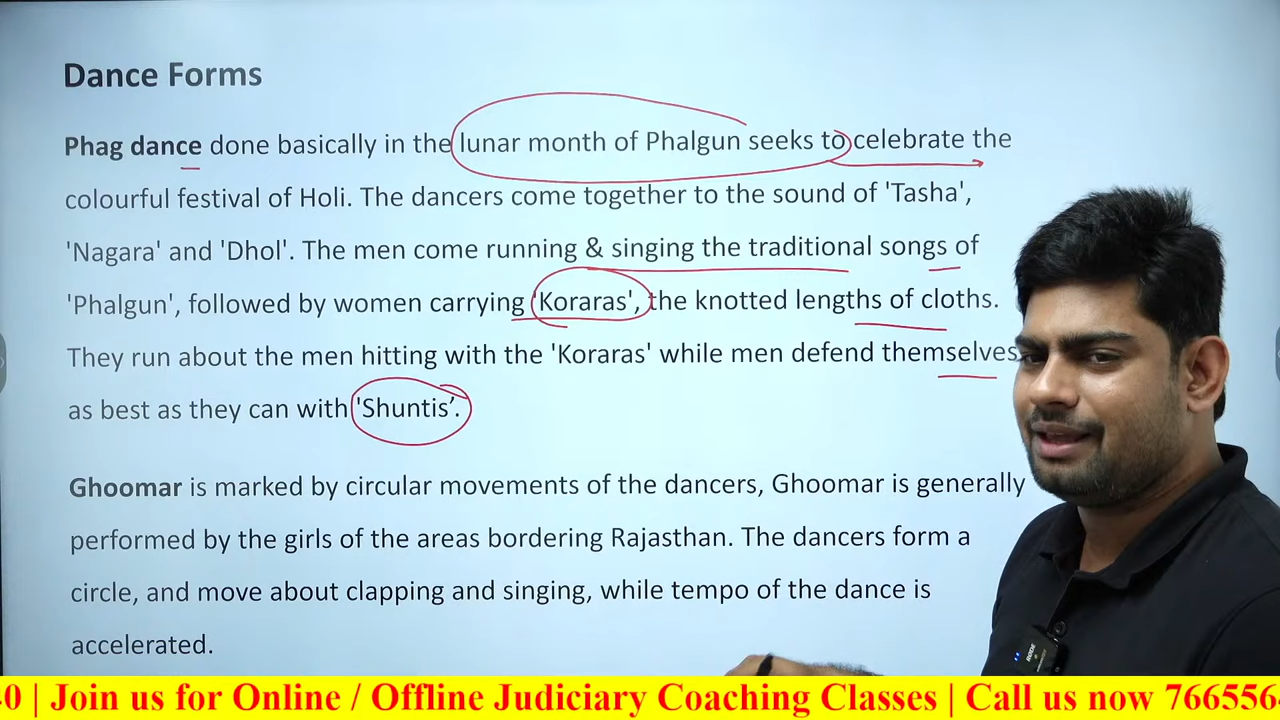 Dance Forms
Phag dance done basically in the lunar month of Phalgun seeks to celebrate the
colourful festival of Holi. The dancers come together to the sound of 'Tasha',
'Nagara' and 'Dhol'. The men come running & singing the traditional songs of
'Phalgun', followed by women carrying 'Koraras', the knotted lengths of cloths.
They run about the men hitting with the 'Koraras' while men defend themselves
as best as they can with 'Shuntis’.
Ghoomar is marked by circular movements of the dancers, Ghoomar is generally
performed by the girls of the areas bordering Rajasthan. The dancers form a
circle, and move about clapping and singing, while tempo of the dance is
accelerated.
40 | Join us for Online / Offline Judiciary Coaching Classes | Call us now 766556